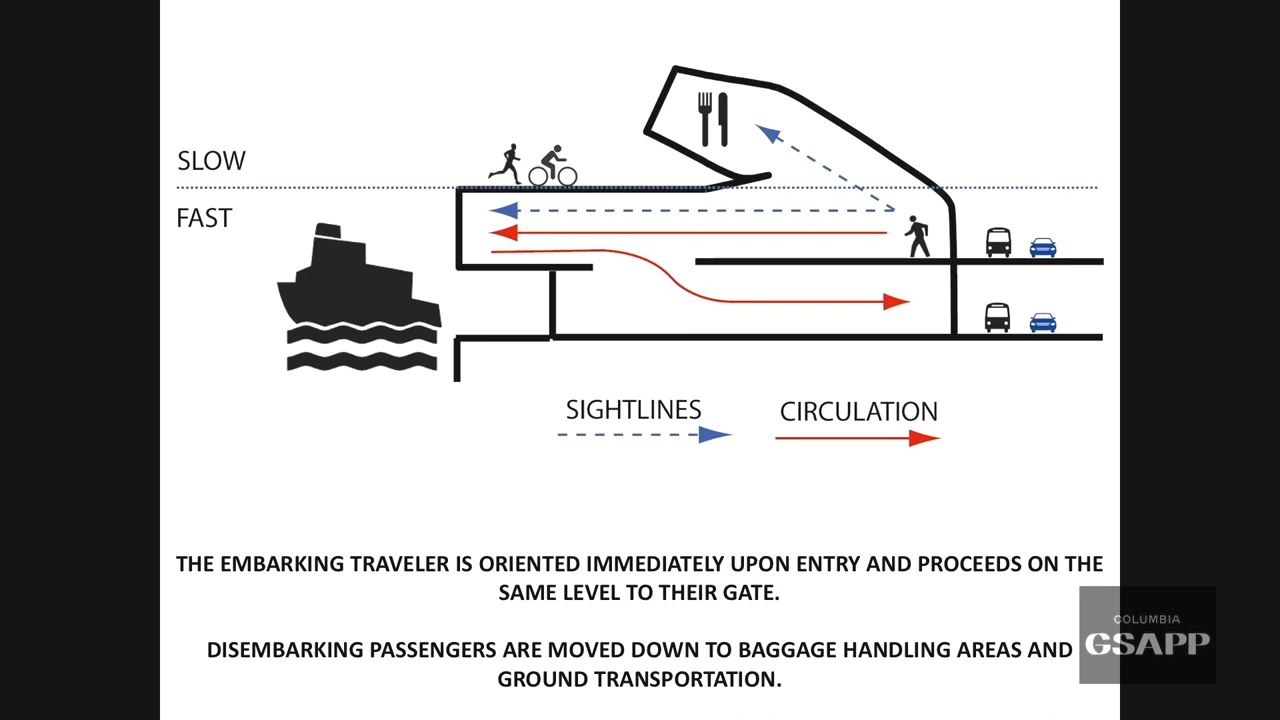 SLOW
FAST
SIGHTLINES
CIRCULATION
THE EMBARKING TRAVELER IS ORIENTED IMMEDIATELY UPON ENTRY AND PROCEEDS ON THE
SAME LEVEL TO THEIR GATE.
DISEMBARKING PASSENGERS ARE MOVED DOWN TO BAGGAGE HANDLING AREAS AND
GROUND TRANSPORTATION.
COLUMBIA
GSAPP